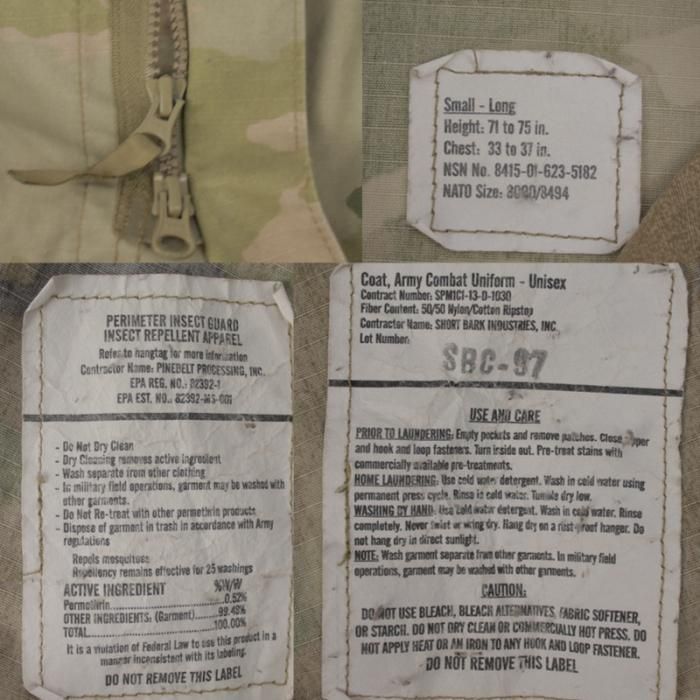 Small - Long
Height: 71 to 75 in.
Chest: 33 to 37 in.
NSN No. 8415-01-623-5182
NATO Size: 8090/8494
PERIMETER INSECT GUARD
INSECT REPELLENT APPAREL
Refer to hangtag for more information
Contractor Name: PINEBELT PROCESSING, INC.
EPA REG. NO.: 82392-1
EPA EST. NO.: 82392-MS-001
- Do Not Dry Clean
- Dry Cleaning removes active ingredient
- Wash separate from other clothing
- In military field operations, garment may be washed with
other garments.
- Do Not Re-treat with other permethrin products
- Dispose of garment in trash in accordance with Army
regulations
Repels mosquitoes
Repellency remains effective for 25 washings
ACTIVE INGREDIENT %W/W
Permethrin..........0.52%
OTHER INGREDIENTS: (Garment)..........99.48%
TOTAL..........100.00%
It is a violation of Federal Law to use this product in a
manner inconsistent with its labeling.
DO NOT REMOVE THIS LABEL
Coat, Army Combat Uniform - Unisex
Contract Number: SPM1C1-13-D-1030
Fiber Content: 50/50 Nylon/Cotton Ripstop
Contractor Name: SHORT BARK INDUSTRIES, INC.
Lot Number:
SBC-97
USE AND CARE
PRIOR TO LAUNDERING: Empty pockets and remove patches. Close zipper
and hook and loop fasteners. Turn inside out. Pre-treat stains with
commercially available pre-treatments.
HOME LAUNDERING: Use cold water detergent. Wash in cold water using
permanent press cycle. Rinse in cold water. Tumble dry low.
WASHING BY HAND: Use cold water detergent. Wash in cold water. Rinse
completely. Never twist or wring dry. Hang dry on a rust-proof hanger. Do
not hang dry in direct sunlight.
NOTE: Wash garment separate from other garments. In military field
operations, garment may be washed with other garments.
CAUTION:
DO NOT USE BLEACH, BLEACH ALTERNATIVES, FABRIC SOFTENER,
OR STARCH. DO NOT DRY CLEAN OR COMMERCIALLY HOT PRESS. DO
NOT APPLY HEAT OR AN IRON TO ANY HOOK AND LOOP FASTENER.
DO NOT REMOVE THIS LABEL